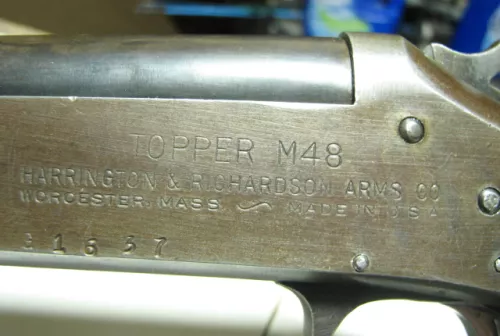 TOPPER M48
HARRINGTON & RICHARDSON ARMS CO
WORCESTER, MASS. MADE IN U S A